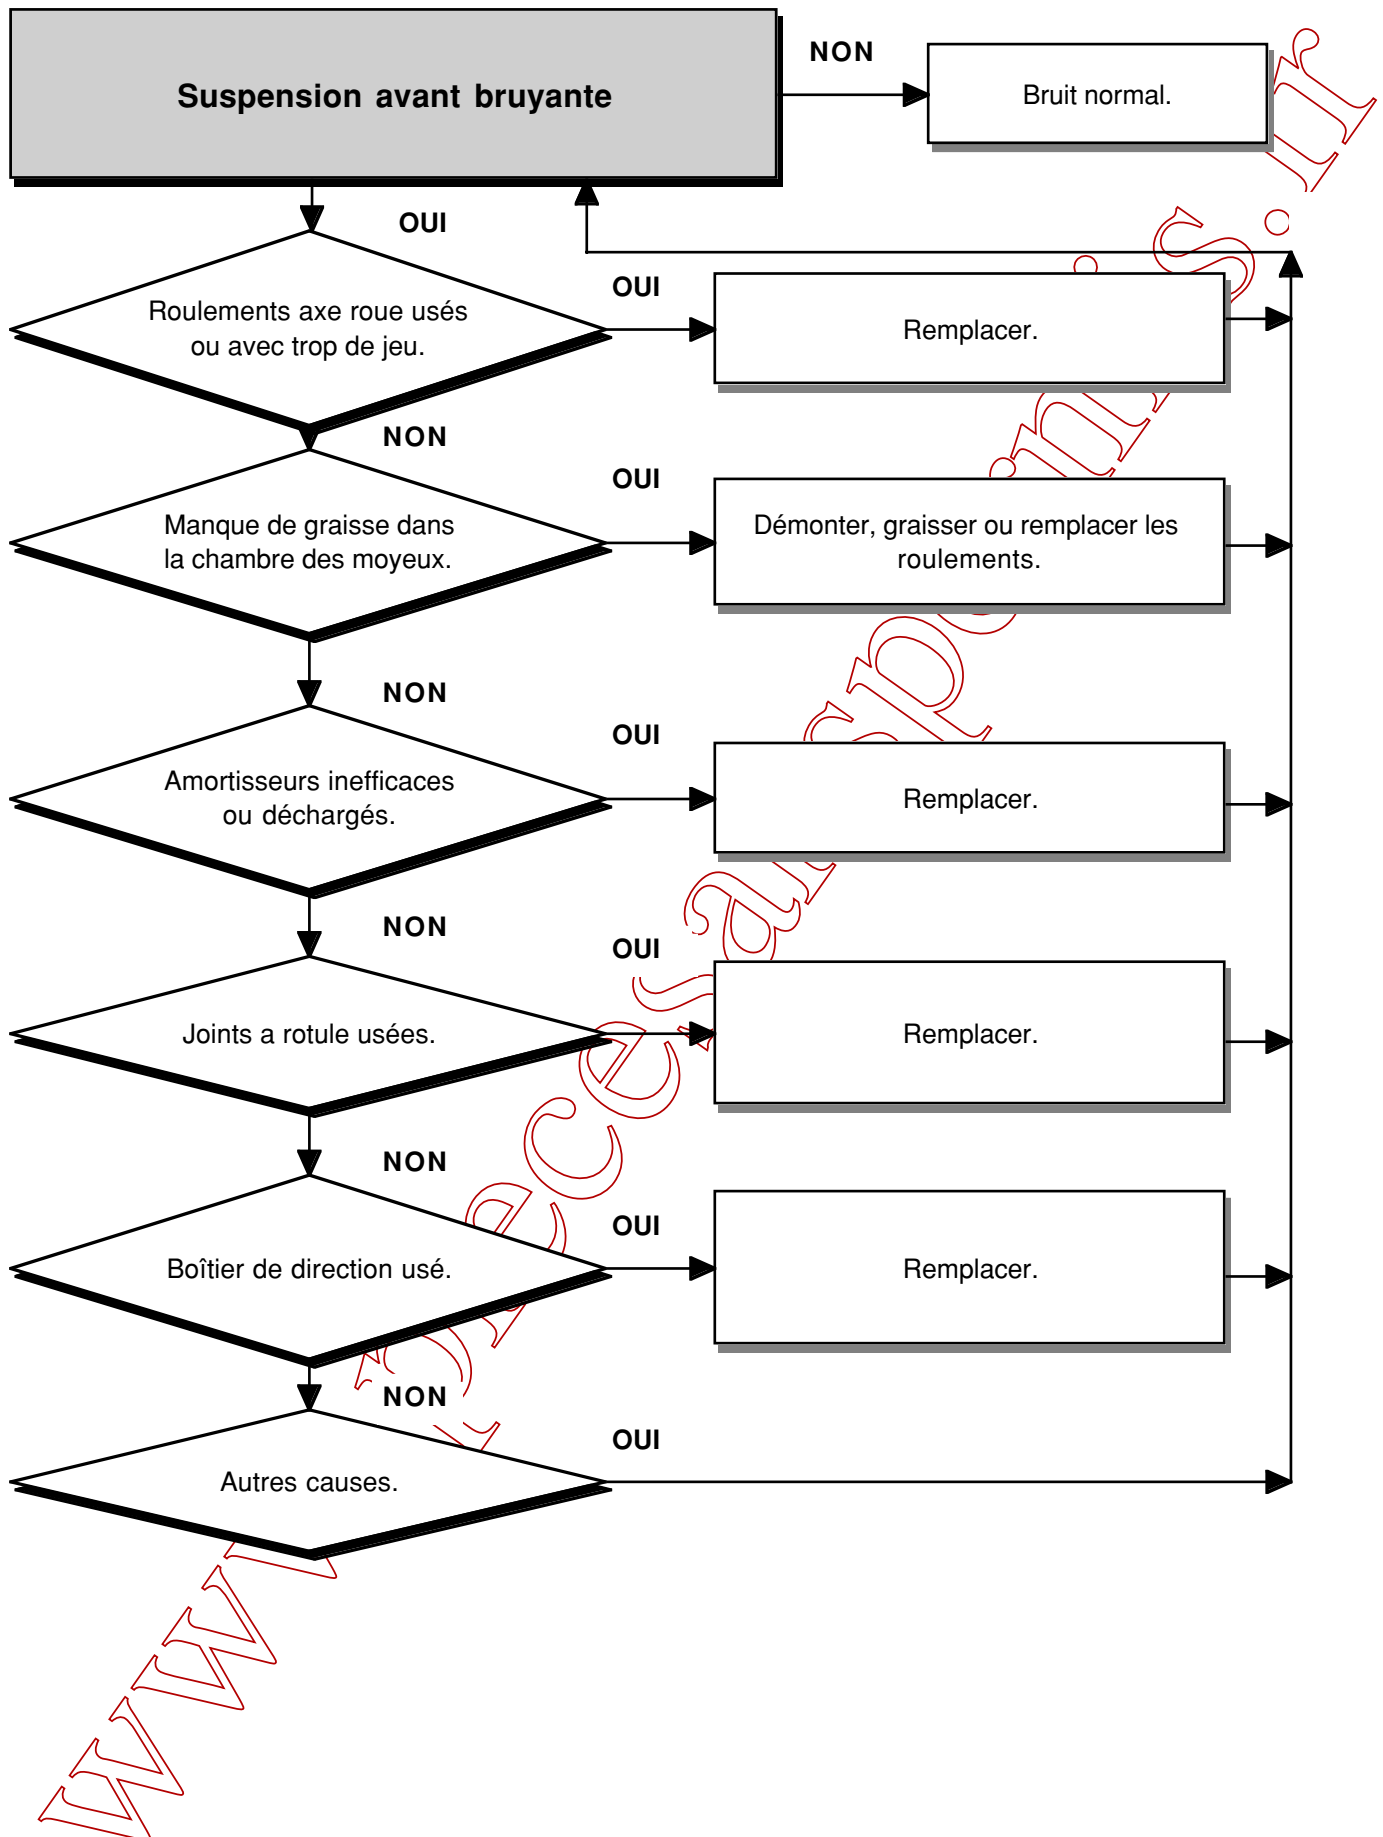 Suspension avant bruyante
NON
Bruit normal.
OUI
Roulements axe roue usés
ou avec trop de jeu.
OUI
Remplacer.
NON
Manque de graisse dans
la chambre des moyeux.
OUI
Démonter, graisser ou remplacer les
roulements.
NON
Amortisseurs inefficaces
ou déchargés.
OUI
Remplacer.
NON
Joints a rotule usées.
OUI
Remplacer.
NON
Boîtier de direction usé.
OUI
Remplacer.
NON
Autres causes.
OUI